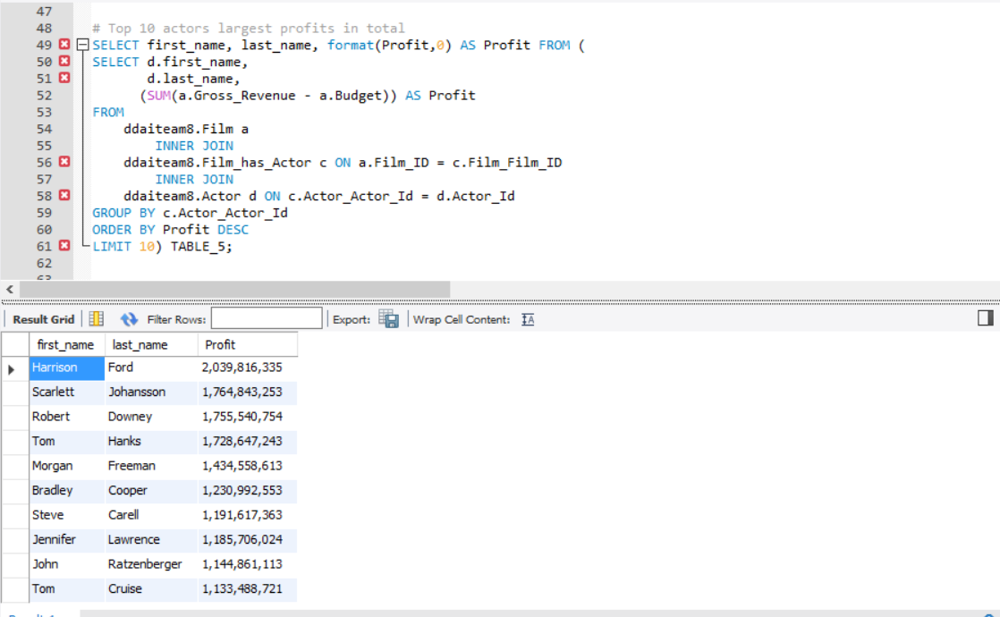 47
48 # Top 10 actors largest profits in total
49 SELECT first_name, last_name, format(Profit,0) AS Profit FROM (
50 SELECT d.first_name,
51 d.last_name,
52 (SUM(a.Gross_Revenue - a.Budget)) AS Profit
53 FROM
54 ddaiteam8.Film a
55 INNER JOIN
56 ddaiteam8.Film_has_Actor c ON a.Film_ID = c.Film_Film_ID
57 INNER JOIN
58 ddaiteam8.Actor d ON c.Actor_Actor_Id = d.Actor_Id
59 GROUP BY c.Actor_Actor_Id
60 ORDER BY Profit DESC
61 LIMIT 10) TABLE_5;
62
Result Grid Filter Rows: Export: Wrap Cell Content: IA
first_name last_name Profit
Harrison Ford 2,039,816,335
Scarlett Johansson 1,764,843,253
Robert Downey 1,755,540,754
Tom Hanks 1,728,647,243
Morgan Freeman 1,434,558,613
Bradley Cooper 1,230,992,553
Steve Carell 1,191,617,363
Jennifer Lawrence 1,185,706,024
John Ratzenberger 1,144,861,113
Tom Cruise 1,133,488,721